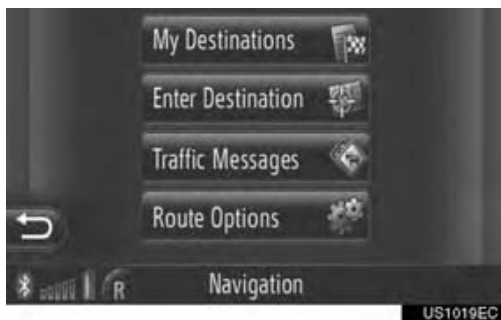 My Destinations
Enter Destination
Traffic Messages
Route Options
R
Navigation
US1019EC